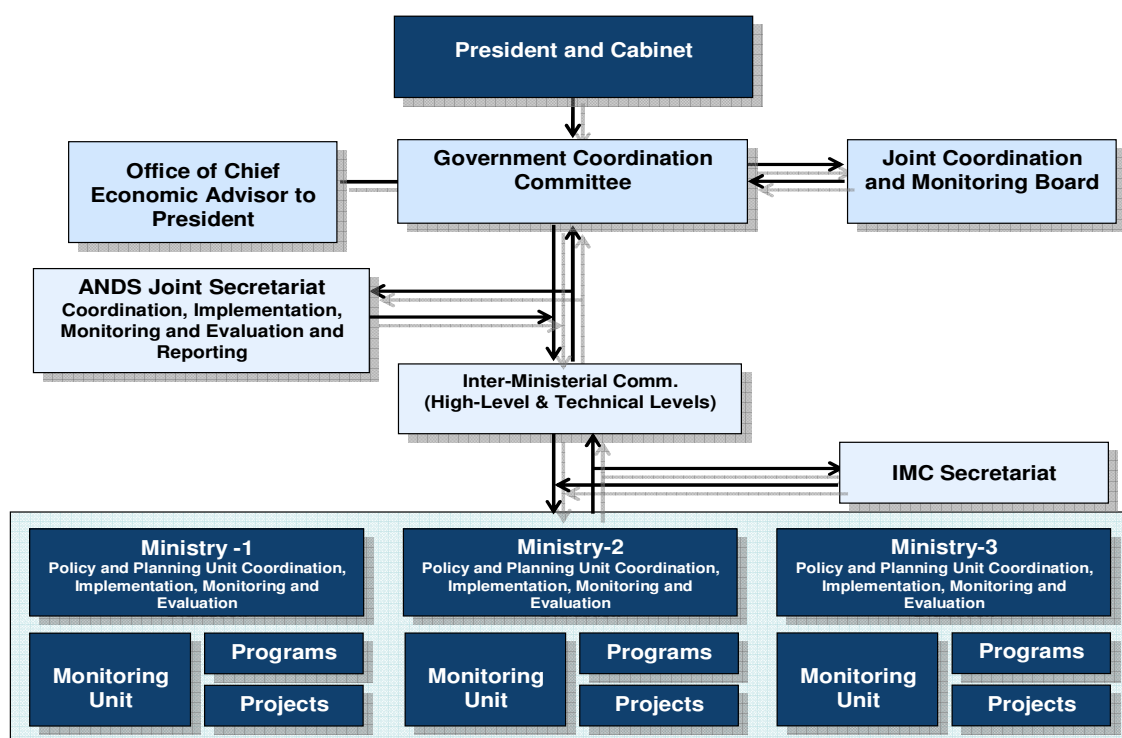 President and Cabinet
Office of Chief
Economic Advisor to
President
Government Coordination
Committee
Joint Coordination
and Monitoring Board
ANDS Joint Secretariat
Coordination, Implementation,
Monitoring and Evaluation and
Reporting
Inter-Ministerial Comm.
(High-Level & Technical Levels)
IMC Secretariat
Ministry -1
Policy and Planning Unit Coordination,
Implementation, Monitoring and
Evaluation
Monitoring
Unit
Programs
Projects
Ministry-2
Policy and Planning Unit Coordination,
Implementation, Monitoring and
Evaluation
Monitoring
Unit
Programs
Projects
Ministry-3
Policy and Planning Unit Coordination,
Implementation, Monitoring and
Evaluation
Monitoring
Unit
Programs
Projects